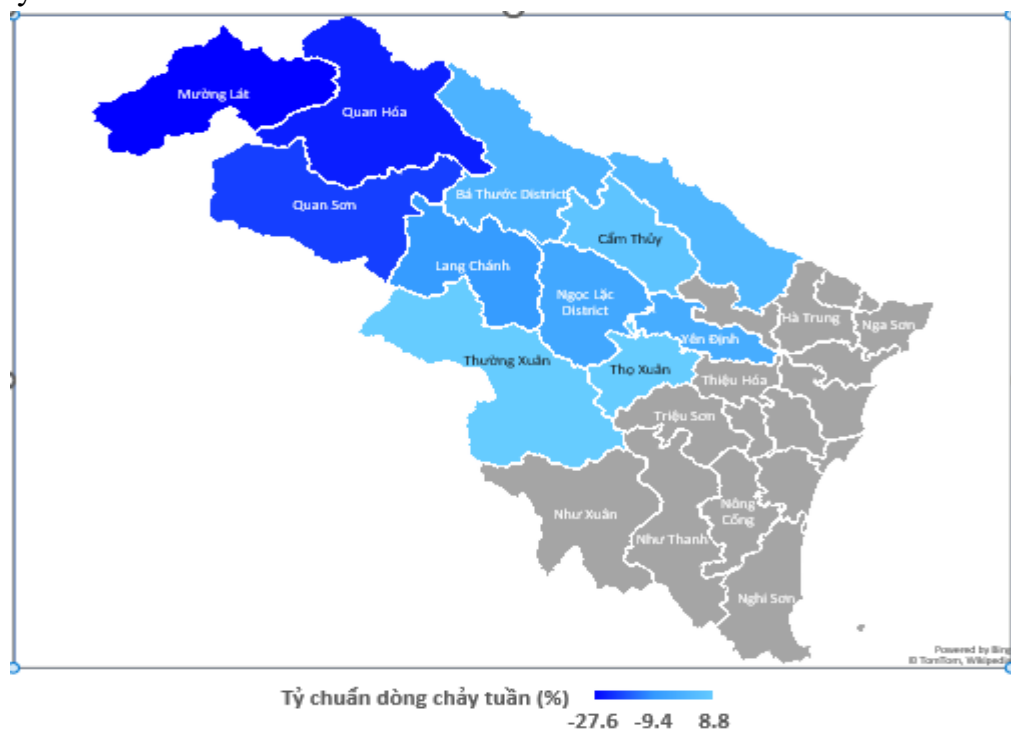 Mường Lát
Quan Hóa
Quan Sơn
Bá Thước District
Cẩm Thủy
Lang Chánh
Ngọc Lặc
District
Hà Trung
Nga Sơn
Yên Định
Thường Xuân
Thọ Xuân
Thiệu Hóa
Triệu Sơn
Như Xuân
Nông
Cống
Như Thanh
Nghi Sơn
Powered by Bing
© TomTom, Wikipedia
Tỷ chuẩn dòng chảy tuần (%)
-27.6 -9.4 8.8